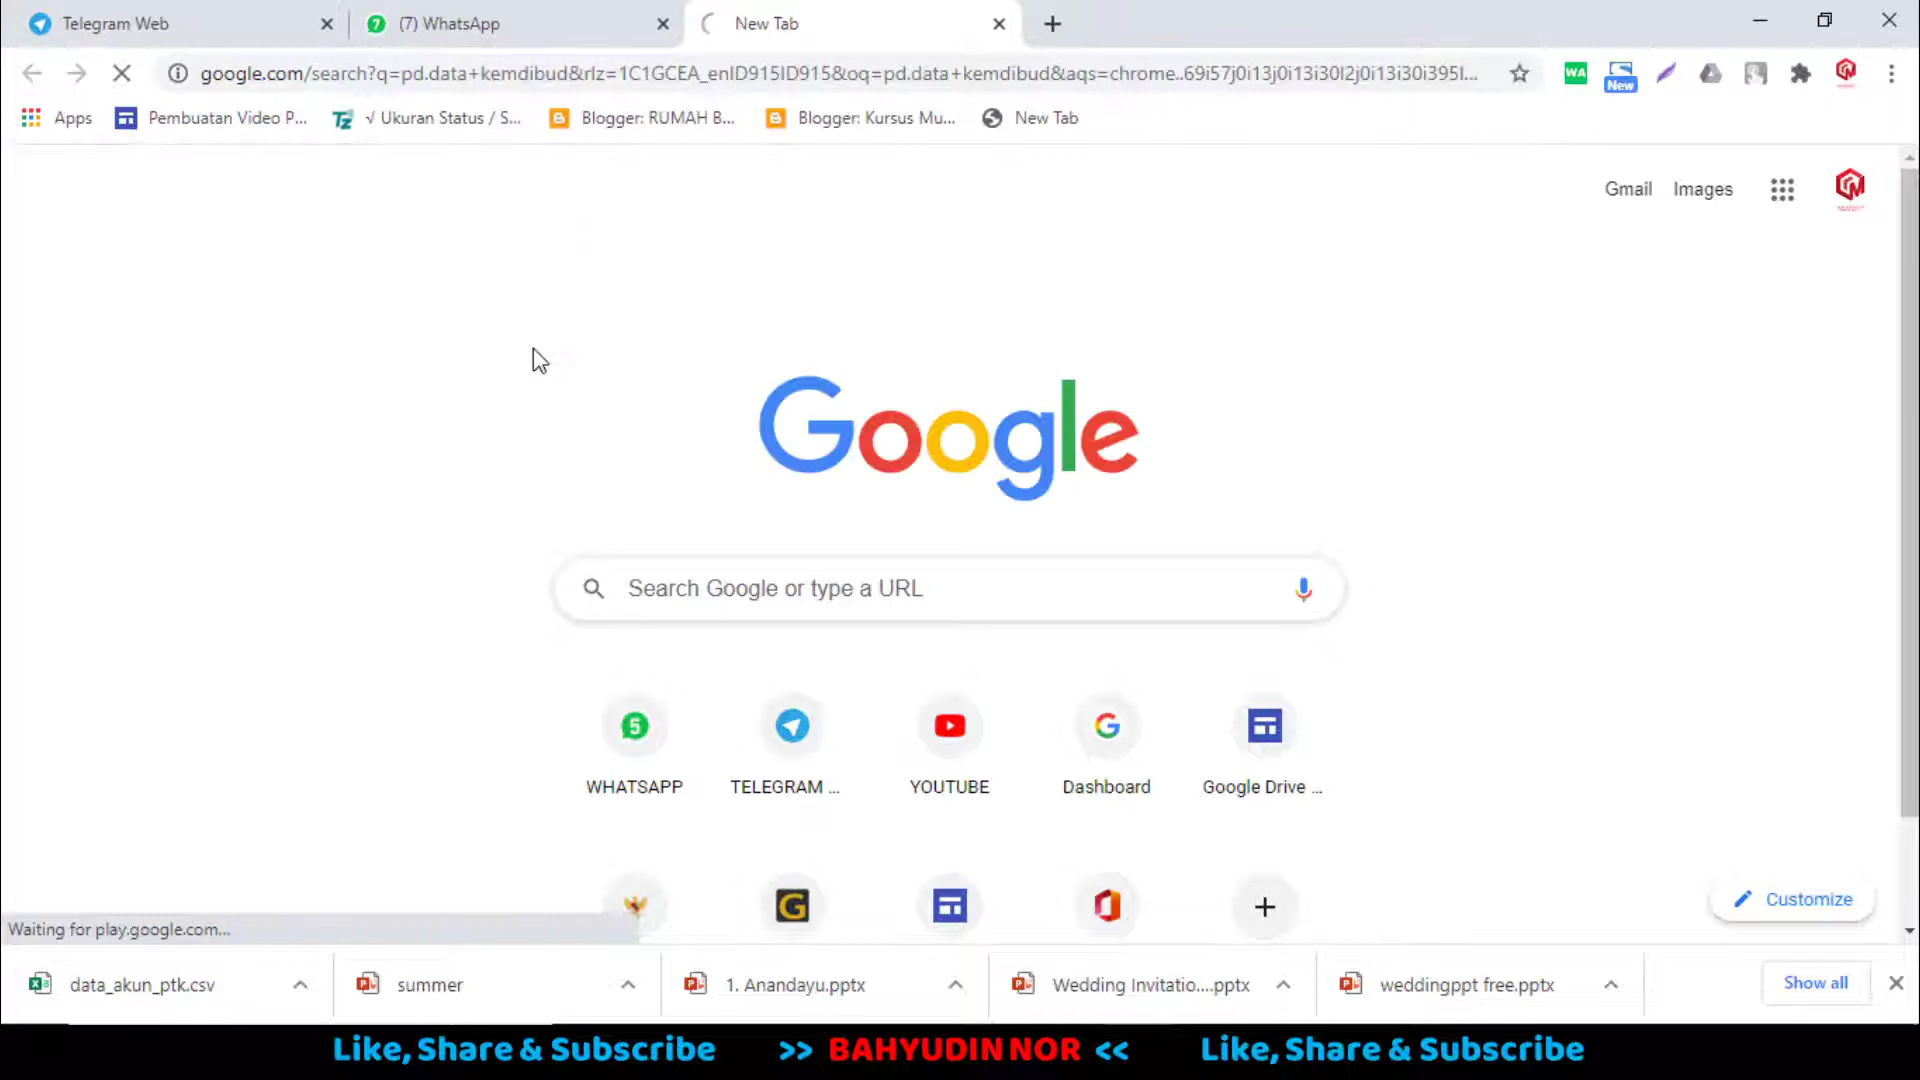 Telegram Web
(7) WhatsApp
New Tab
google.com/search?q=pd.data+kemdibud&rlz=1C1GCEA_enID915ID915&oq=pd.data+kemdibud&aqs=chrome..69i57j0i13j0i13i30l2j0i13i30i395l...
WA
New
Apps
Pembuatan Video P...
√ Ukuran Status / S...
Blogger: RUMAH B...
Blogger: Kursus Mu...
New Tab
Gmail
Images
Google
Search Google or type a URL
5
WHATSAPP
TELEGRAM ...
YOUTUBE
Dashboard
Google Drive ...
Customize
Waiting for play.google.com...
data_akun_ptk.csv
summer
1. Anandayu.pptx
Wedding Invitatio....pptx
weddingppt free.pptx
Show all
Like, Share & Subscribe >> BAHYUDIN NOR << Like, Share & Subscribe